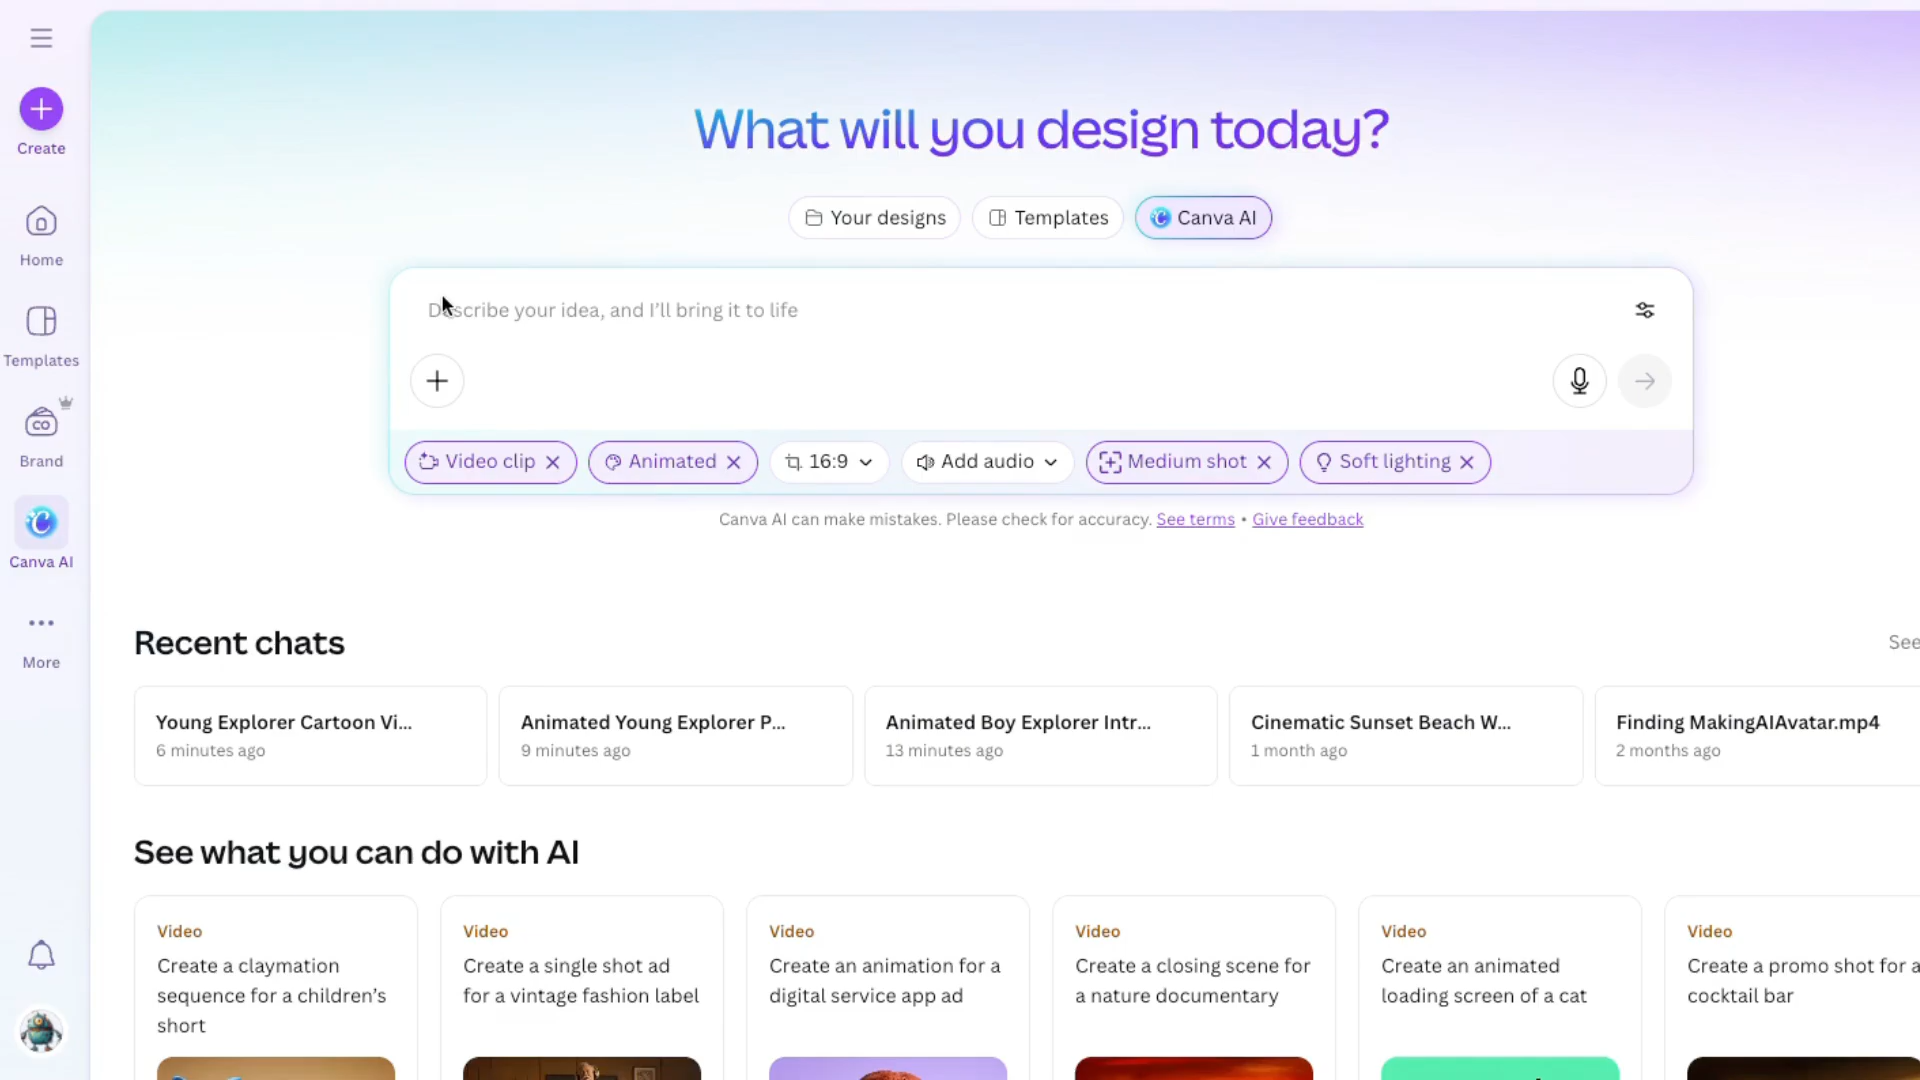 What will you design today?
Create
Your designs
Templates
Canva AI
Home
Describe your idea, and I'll bring it to life
Templates
Video clip
Animated
16:9
Add audio
Medium shot
Soft lighting
Brand
Canva AI can make mistakes. Please check for accuracy. See terms • Give feedback
Canva AI
Recent chats
See
More
Young Explorer Cartoon Vi...
6 minutes ago
Animated Young Explorer P...
9 minutes ago
Animated Boy Explorer Intr...
13 minutes ago
Cinematic Sunset Beach W...
1 month ago
Finding MakingAIAvatar.mp4
2 months ago
See what you can do with AI
Video
Create a claymation
sequence for a children's
short
Video
Create a single shot ad
for a vintage fashion label
Video
Create an animation for a
digital service app ad
Video
Create a closing scene for
a nature documentary
Video
Create an animated
loading screen of a cat
Video
Create a promo shot for a
cocktail bar